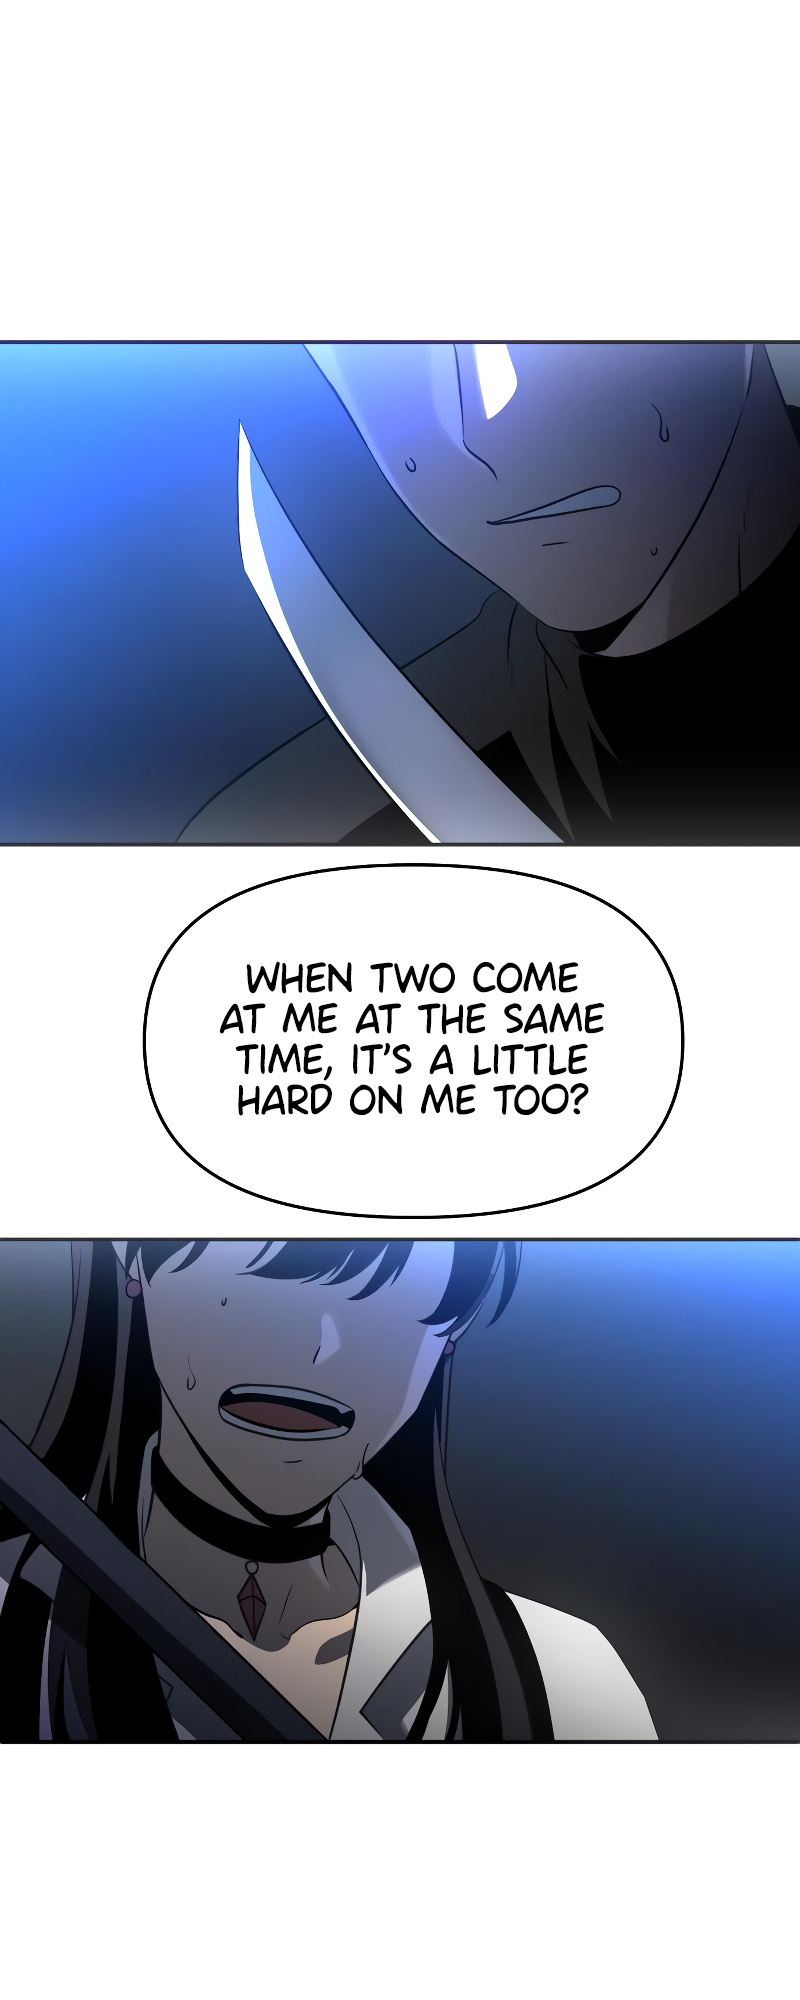 WHEN TWO COME
AT ME AT THE SAME
TIME, IT'S A LITTLE
HARD ON ME TOO?